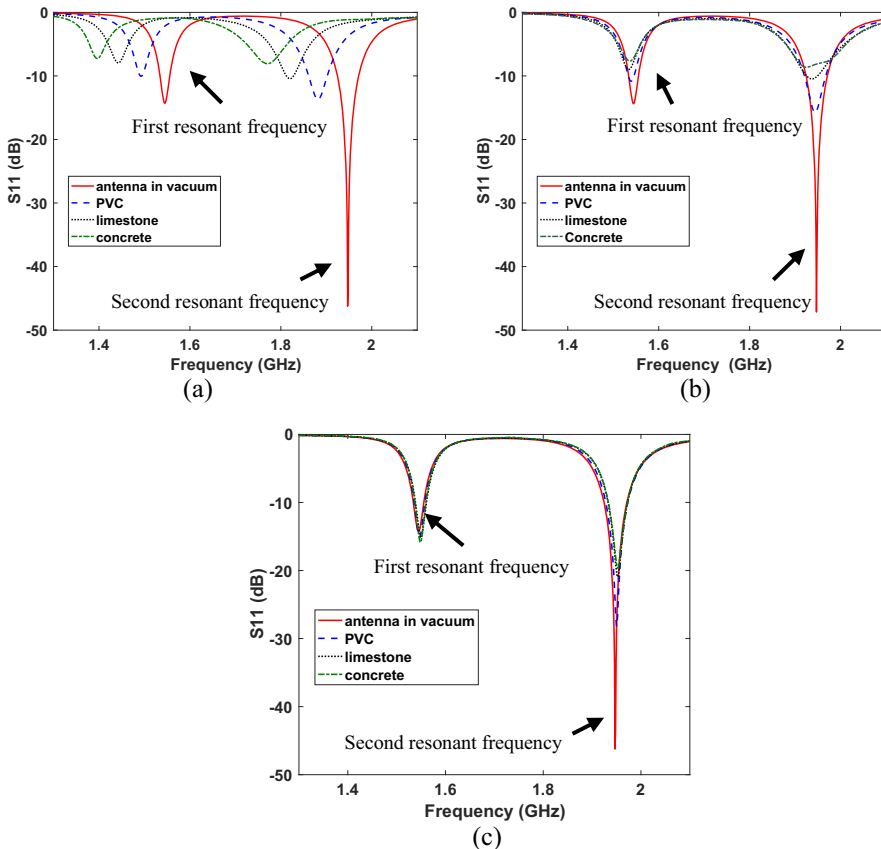 0
-10
-20
-30
-40
-50
S11 (dB)
First resonant frequency
antenna in vacuum
PVC
limestone
concrete
Second resonant frequency
1.4
1.6
1.8
2
Frequency (GHz)
(a)
0
-10
-20
-30
-40
-50
S11 (dB)
First resonant frequency
antenna in vacuum
PVC
limestone
Concrete
Second resonant frequency
1.4
1.6
1.8
2
Frequency (GHz)
(b)
0
-10
-20
-30
-40
-50
S11 (dB)
First resonant frequency
antenna in vacuum
PVC
limestone
concrete
Second resonant frequency
1.4
1.6
1.8
2
Frequency (GHz)
(c)